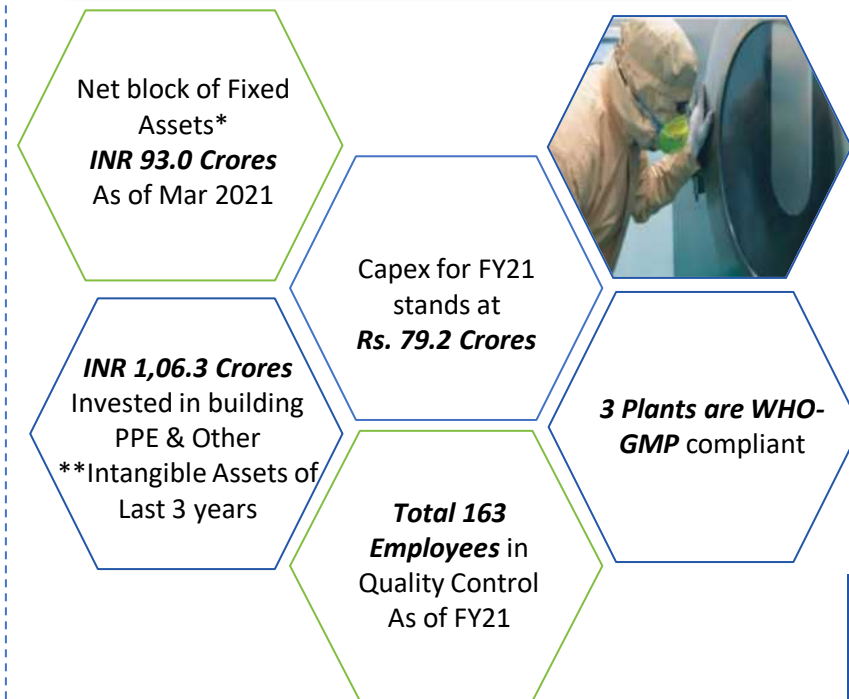 Net block of Fixed
Assets*
INR 93.0 Crores
As of Mar 2021
Capex for FY21
stands at
Rs. 79.2 Crores
INR 1,06.3 Crores
Invested in building
PPE & Other
**Intangible Assets of
Last 3 years
3 Plants are WHO-
GMP compliant
Total 163
Employees in
Quality Control
As of FY21